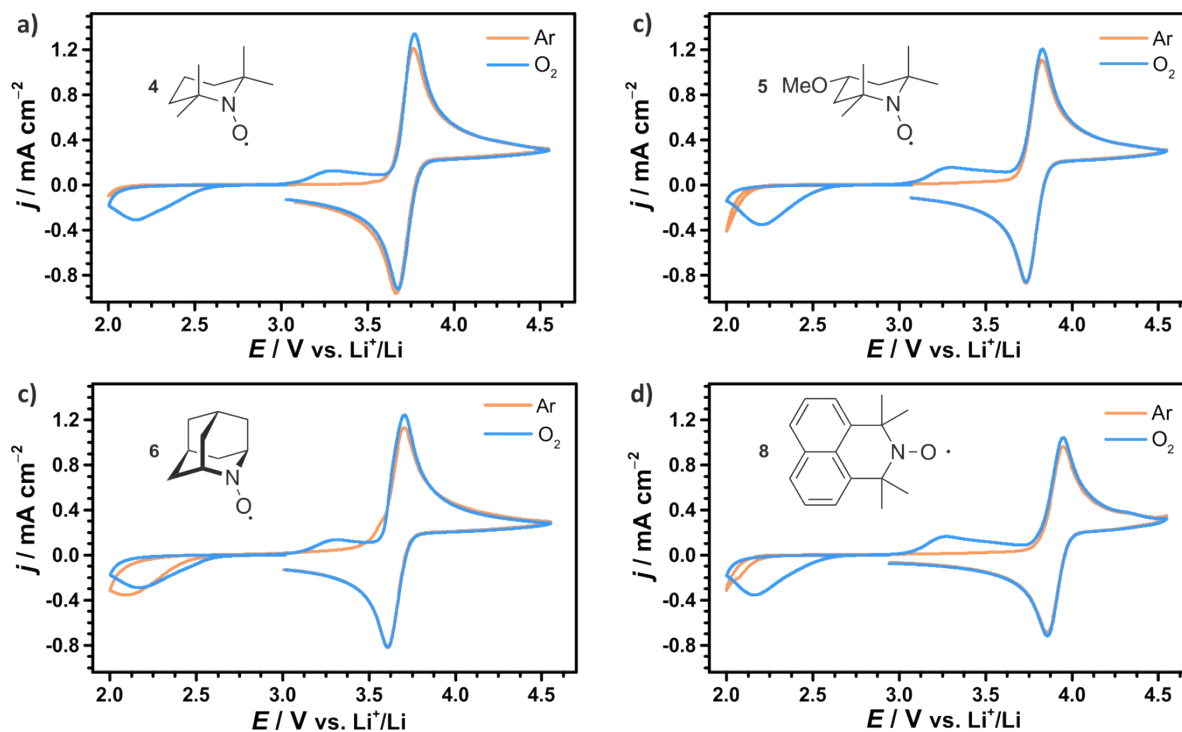 a)
Ar
O₂
4
N
O•
j / mA cm⁻²
1.2
0.8
0.4
0.0
-0.4
-0.8
2.0 2.5 3.0 3.5 4.0 4.5
E / V vs. Li⁺/Li
c)
Ar
O₂
5 MeO
N
O•
j / mA cm⁻²
1.2
0.8
0.4
0.0
-0.4
-0.8
2.0 2.5 3.0 3.5 4.0 4.5
E / V vs. Li⁺/Li
c)
Ar
O₂
6
N
O•
j / mA cm⁻²
1.2
0.8
0.4
0.0
-0.4
-0.8
2.0 2.5 3.0 3.5 4.0 4.5
E / V vs. Li⁺/Li
d)
Ar
O₂
8
N-O •
j / mA cm⁻²
1.2
0.8
0.4
0.0
-0.4
-0.8
2.0 2.5 3.0 3.5 4.0 4.5
E / V vs. Li⁺/Li